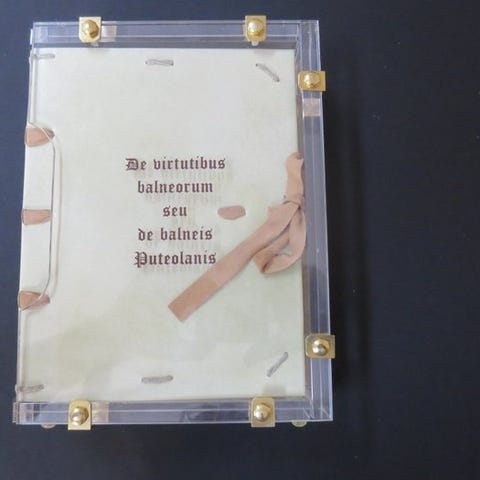 De virtutibus
balneorum
seu
de balneis
Puteolanis